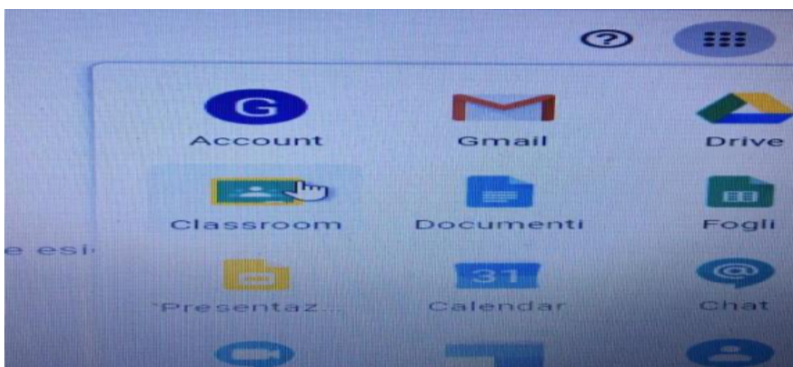 G
Account Gmail Drive
Classroom Documenti Fogli
e esi
31
Presentaz... Calendar Chat